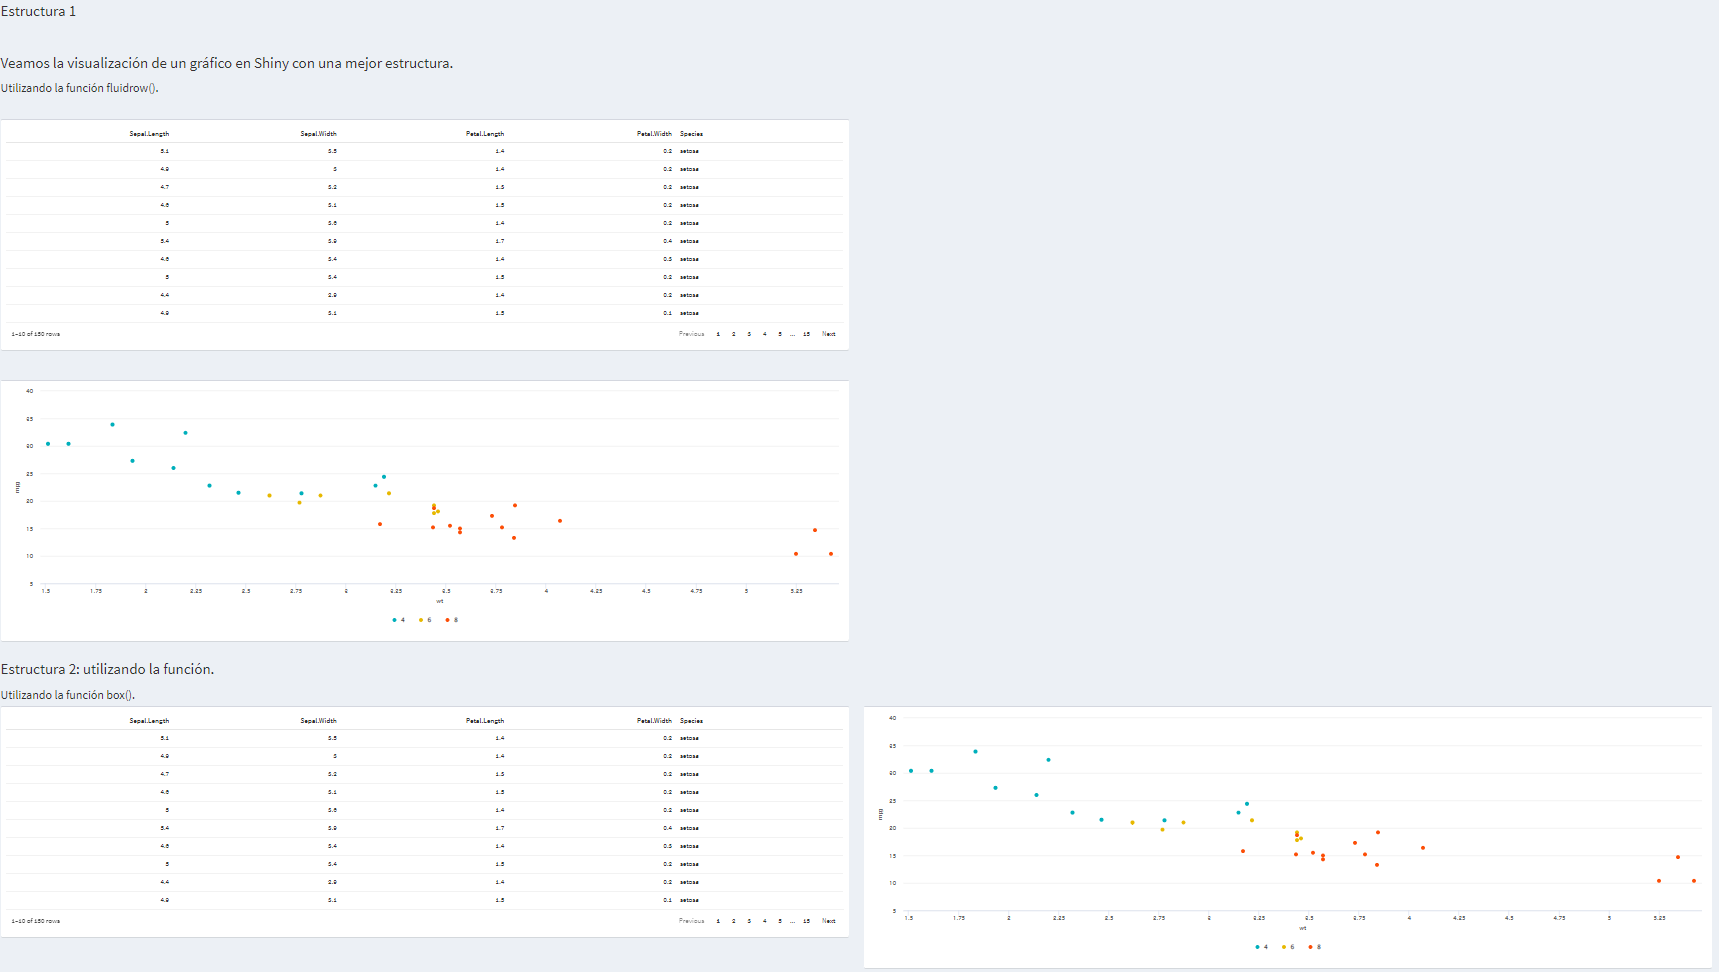 Estructura 1
Veamos la visualización de un gráfico en Shiny con una mejor estructura.
Utilizando la función fluidrow().
Sepal.Length Sepal.Width Petal.Length Petal.Width Species
5.1 3.5 1.4 0.2 setosa
4.9 3 1.4 0.2 setosa
4.7 3.2 1.3 0.2 setosa
4.6 3.1 1.5 0.2 setosa
5 3.6 1.4 0.2 setosa
5.4 3.9 1.7 0.4 setosa
4.6 3.4 1.4 0.3 setosa
5 3.4 1.5 0.2 setosa
4.4 2.9 1.4 0.2 setosa
4.9 3.1 1.5 0.1 setosa
1–10 of 150 rows Previous 1 2 3 4 5 ... 15 Next
40
35
30
25
mpg
20
15
10
5
1.5 1.75 2 2.25 2.5 2.75 3 3.25 3.5 3.75 4 4.25 4.5 4.75 5 5.25
wt
4 6 8
Estructura 2: utilizando la función.
Utilizando la función box().
Sepal.Length Sepal.Width Petal.Length Petal.Width Species
5.1 3.5 1.4 0.2 setosa
4.9 3 1.4 0.2 setosa
4.7 3.2 1.3 0.2 setosa
4.6 3.1 1.5 0.2 setosa
5 3.6 1.4 0.2 setosa
5.4 3.9 1.7 0.4 setosa
4.6 3.4 1.4 0.3 setosa
5 3.4 1.5 0.2 setosa
4.4 2.9 1.4 0.2 setosa
4.9 3.1 1.5 0.1 setosa
1–10 of 150 rows Previous 1 2 3 4 5 ... 15 Next
40
35
30
25
mpg
20
15
10
5
1.5 1.75 2 2.25 2.5 2.75 3 3.25 3.5 3.75 4 4.25 4.5 4.75 5 5.25
wt
4 6 8